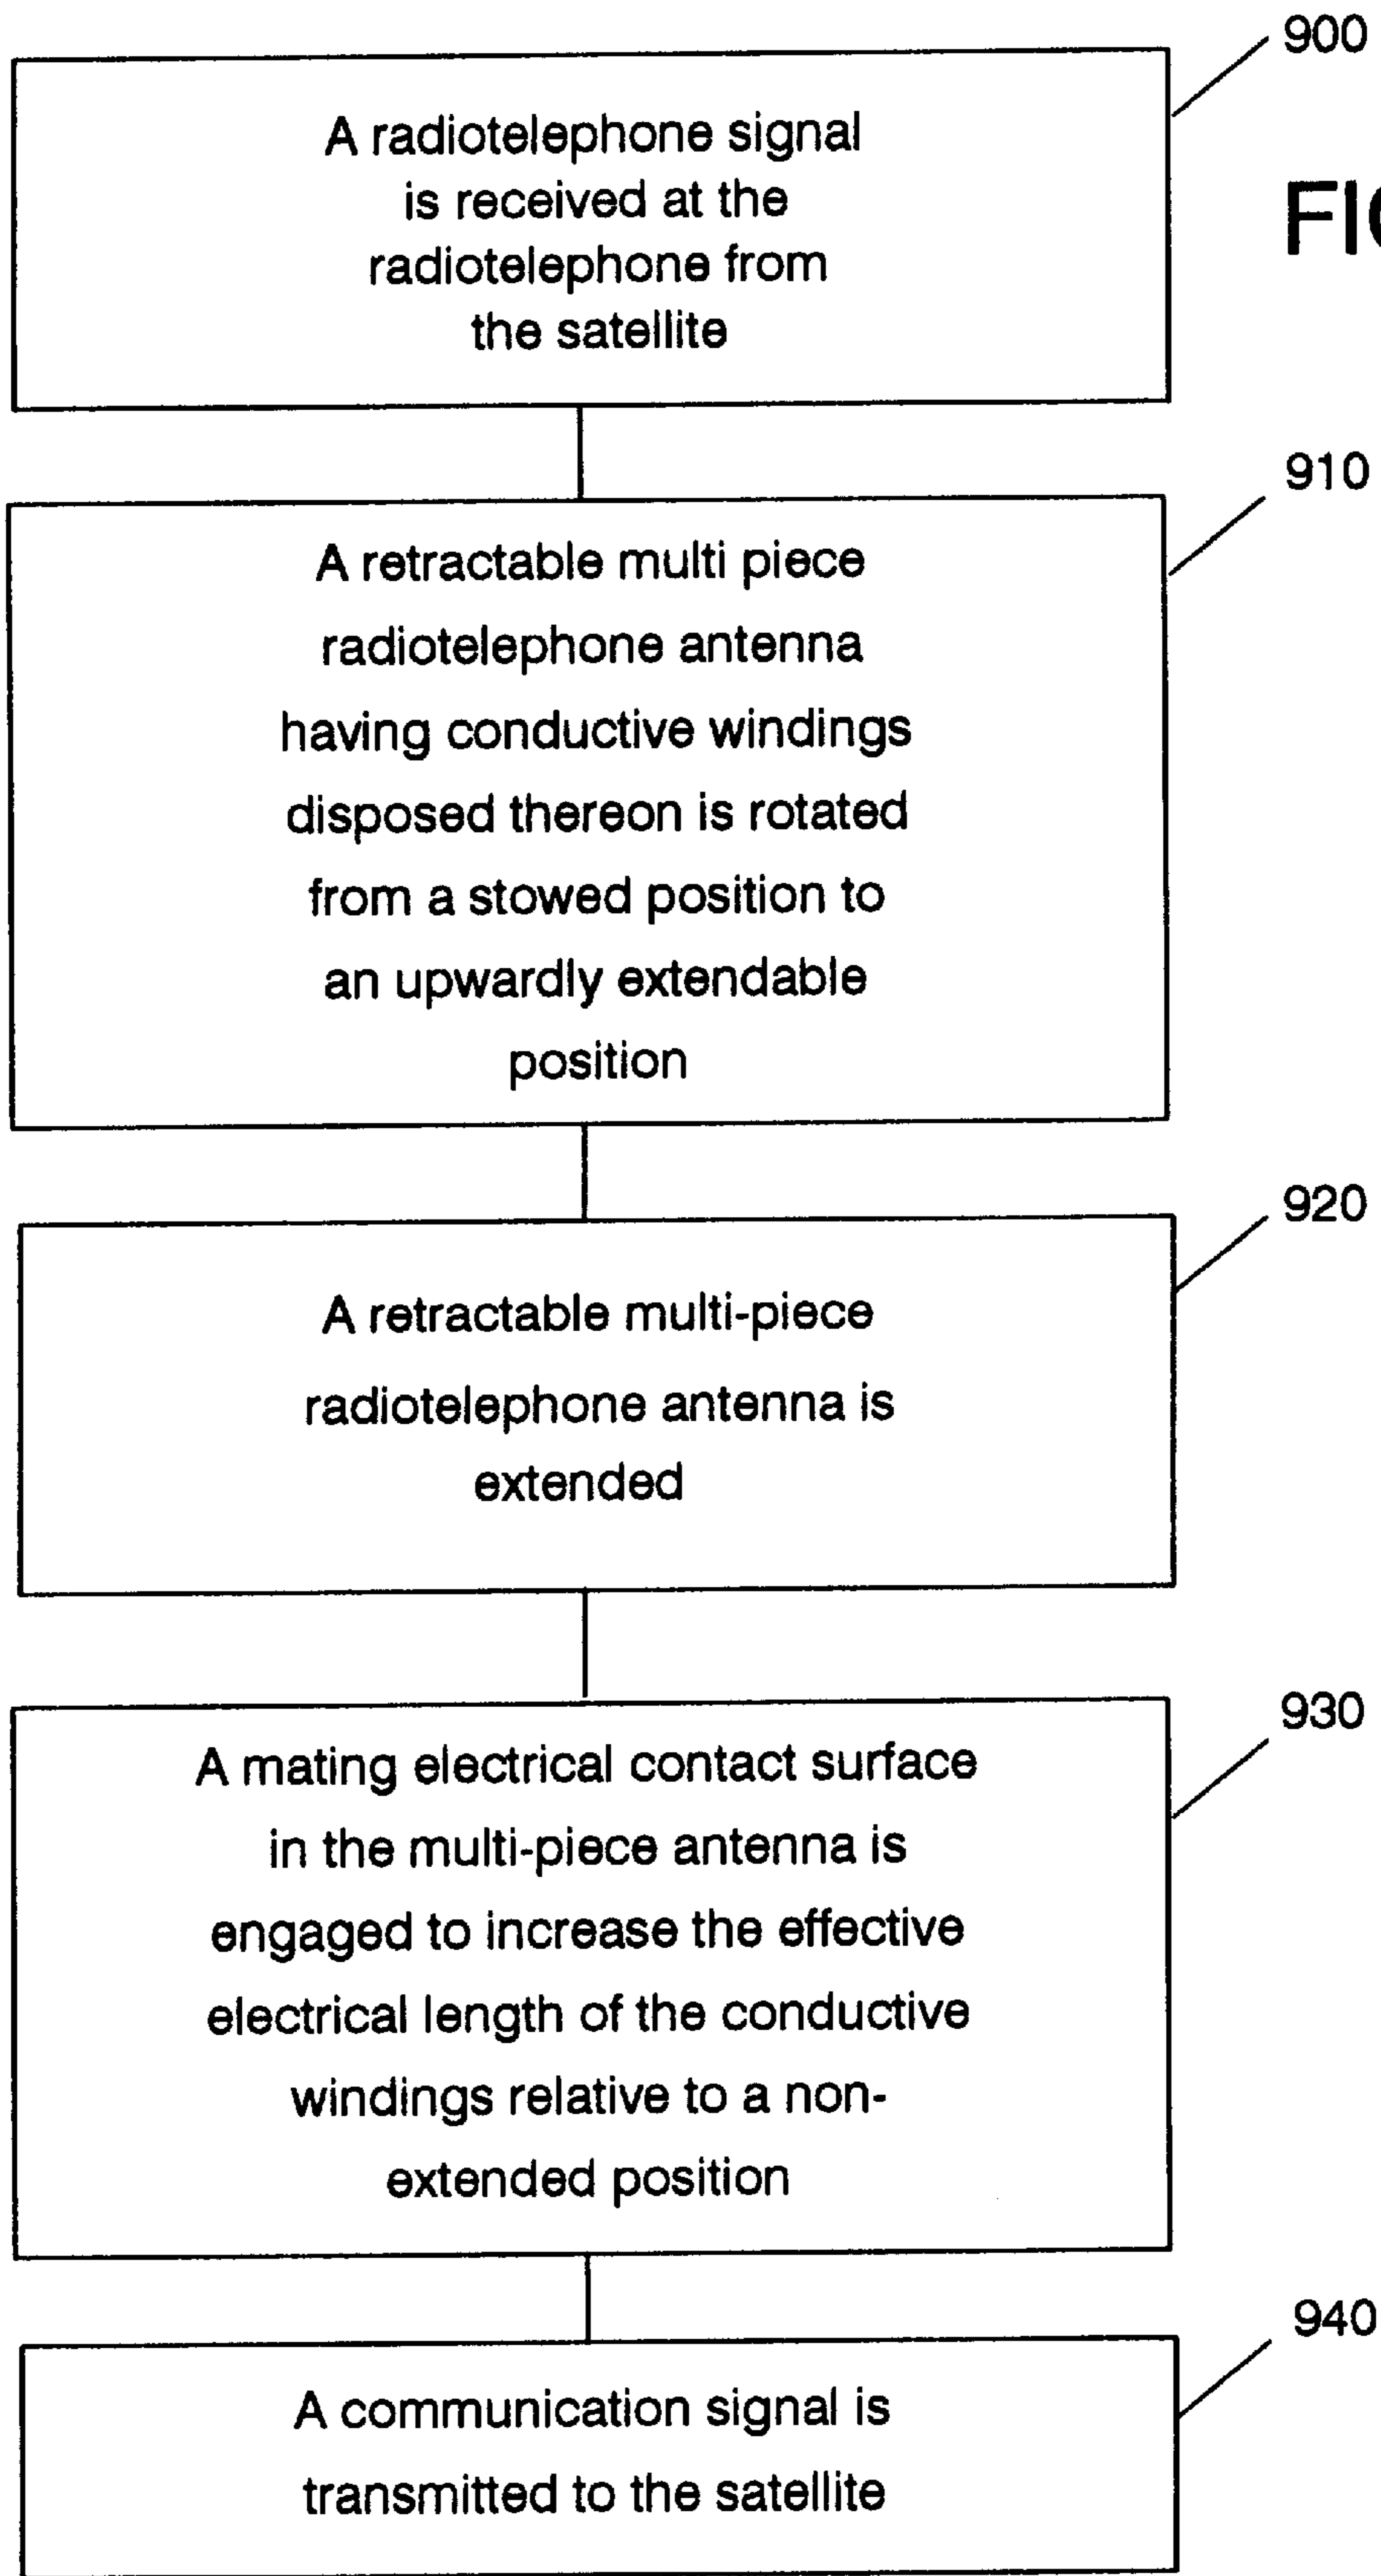 900
A radiotelephone signal
is received at the
radiotelephone from
the satellite
910
A retractable multi piece
radiotelephone antenna
having conductive windings
disposed thereon is rotated
from a stowed position to
an upwardly extendable
position
920
A retractable multi-piece
radiotelephone antenna is
extended
930
A mating electrical contact surface
in the multi-piece antenna is
engaged to increase the effective
electrical length of the conductive
windings relative to a non-
extended position
940
A communication signal is
transmitted to the satellite